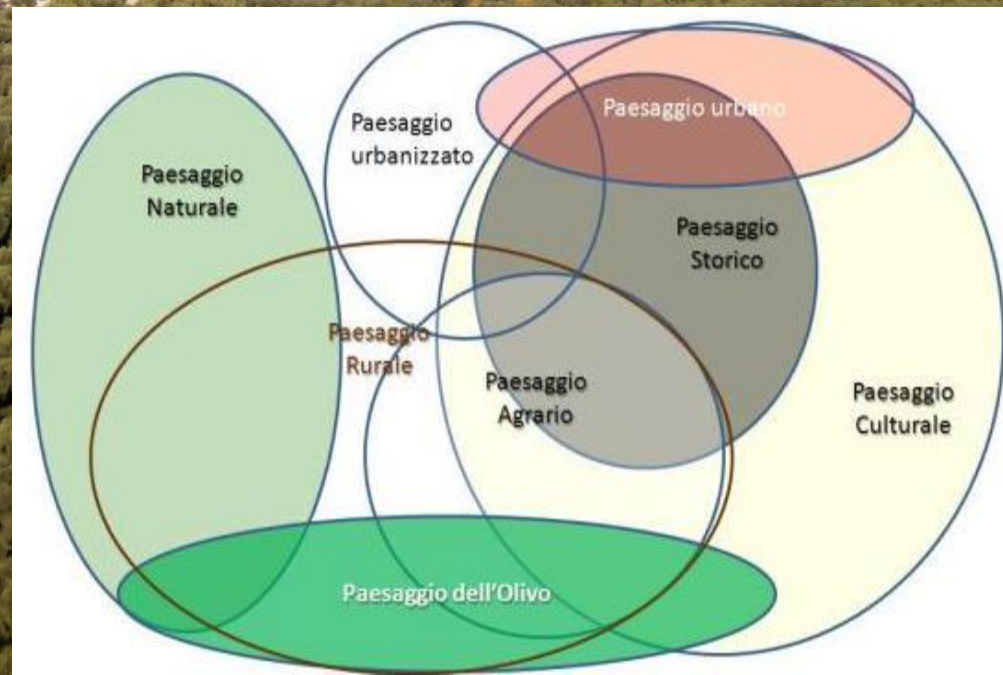 Paesaggio
urbanizzato
Paesaggio urbano
Paesaggio
Naturale
Paesaggio
Storico
Paesaggio
Rurale
Paesaggio
Agrario
Paesaggio
Culturale
Paesaggio dell'Olivo